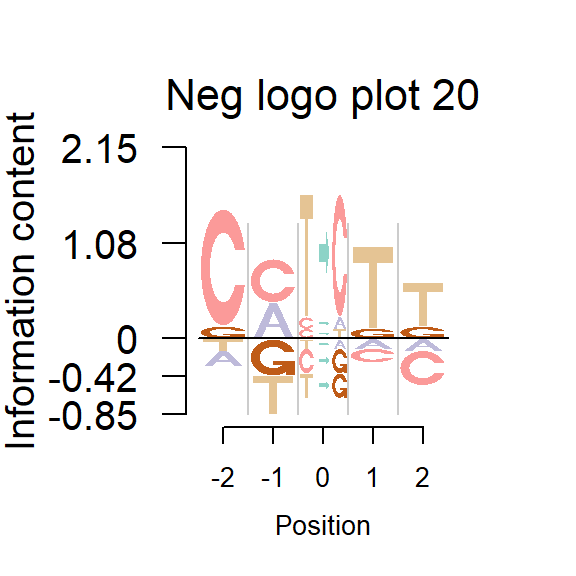 Neg logo plot 20
Information content
2.15
1.08
0
-0.42
-0.85
C C T→C T T
G A C→A G G
T G C→T A A
A T T→A C C
C→G
T→G
-2 -1 0 1 2
Position